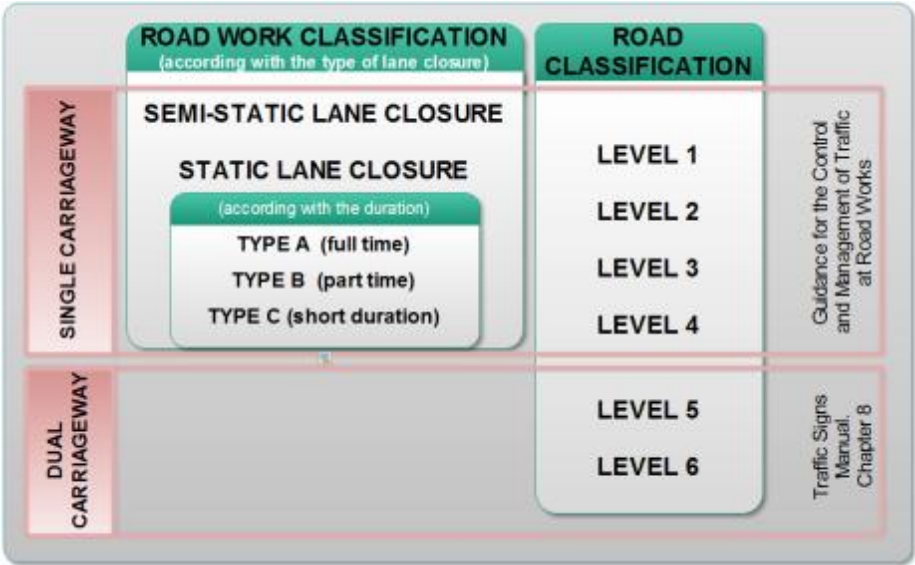 ROAD WORK CLASSIFICATION
(according with the type of lane closure)
ROAD
CLASSIFICATION
SINGLE CARRIAGEWAY
SEMI-STATIC LANE CLOSURE
STATIC LANE CLOSURE
(according with the duration)
TYPE A (full time)
TYPE B (part time)
TYPE C (short duration)
LEVEL 1
LEVEL 2
LEVEL 3
LEVEL 4
Guidance for the Control
and Management of Traffic
at Road Works
DUAL
CARRIAGEWAY
LEVEL 5
LEVEL 6
Traffic Signs
Manual.
Chapter 8